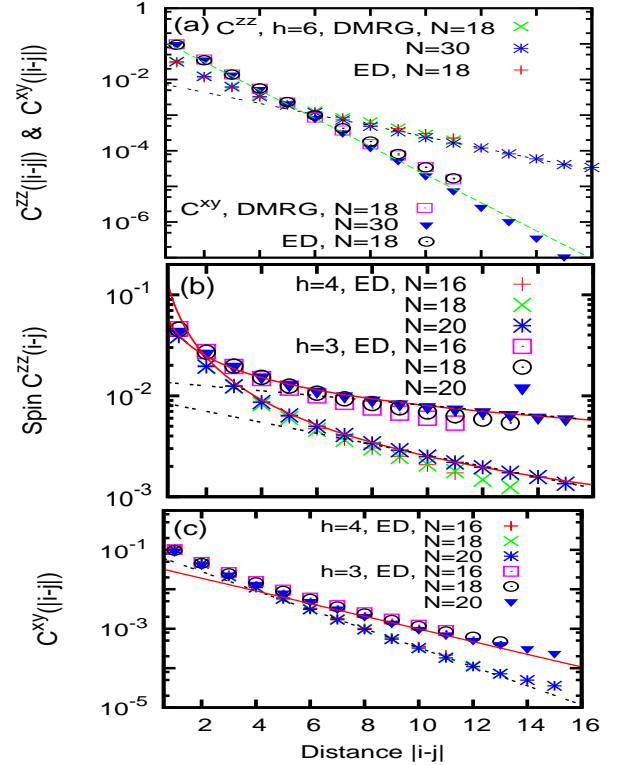 (a) C^zz, h=6, DMRG, N=18
N=30
ED, N=18
10^0
10^-2
10^-4
10^-6
C^zz(|i-j|) & C^xy(|i-j|)
C^xy, DMRG, N=18
N=30
ED, N=18
(b) h=4, ED, N=16
N=18
N=20
h=3, ED, N=16
N=18
N=20
10^-1
10^-2
10^-3
Spin C^zz(i-j)
(c) h=4, ED, N=16
N=18
N=20
h=3, ED, N=16
N=18
N=20
10^-1
10^-3
10^-5
C^xy(|i-j|)
2 4 6 8 10 12 14 16
Distance |i-j|